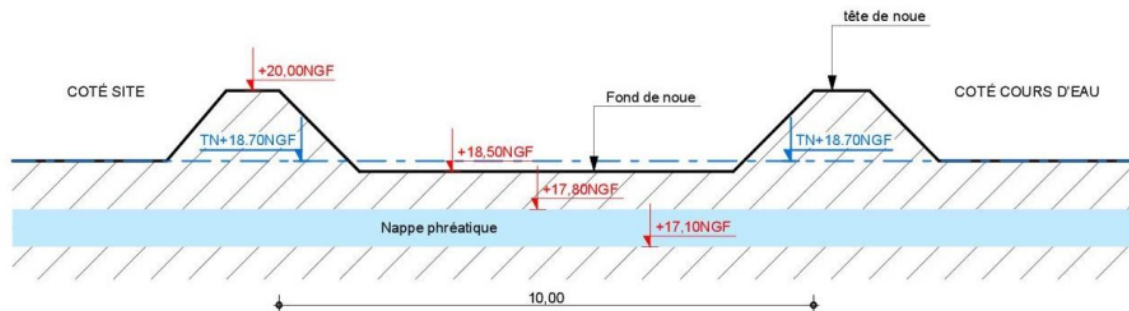 tête de noue
+20,00NGF
COTÉ SITE
Fond de noue
COTÉ COURS D'EAU
TN+18.70NGF
TN+18.70NGF
+18,50NGF
+17,80NGF
Nappe phréatique
+17,10NGF
10,00